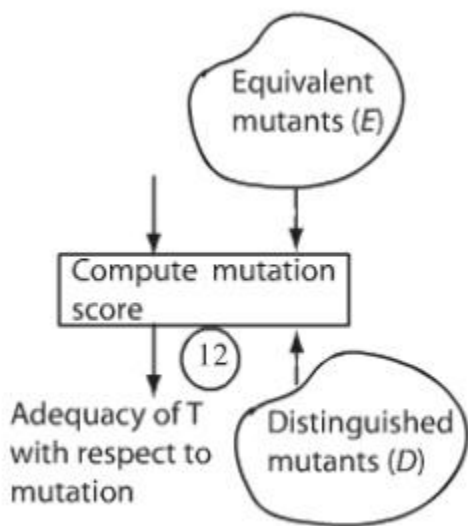 Equivalent
mutants (E)
Compute mutation
score
12
Adequacy of T
with respect to
mutation
Distinguished
mutants (D)